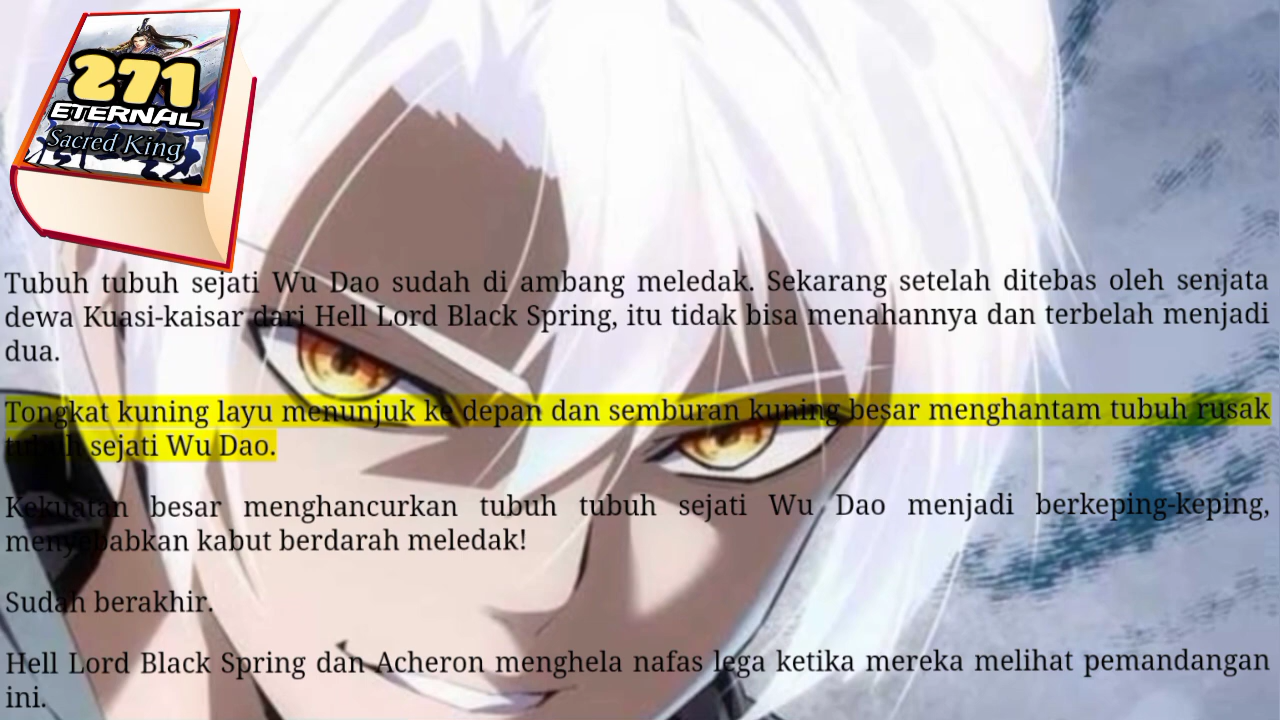 271
ETERNAL
Sacred King
Tubuh tubuh sejati Wu Dao sudah di ambang meledak. Sekarang setelah ditebas oleh senjata
dewa Kuasi-kaisar dari Hell Lord Black Spring, itu tidak bisa menahannya dan terbelah menjadi
dua.
Tongkat kuning layu menunjuk ke depan dan semburan kuning besar menghantam tubuh rusak
tubuh sejati Wu Dao.
Kekuatan besar menghancurkan tubuh tubuh sejati Wu Dao menjadi berkeping-keping,
menyebabkan kabut berdarah meledak!
Sudah berakhir.
Hell Lord Black Spring dan Acheron menghela nafas lega ketika mereka melihat pemandangan
ini.